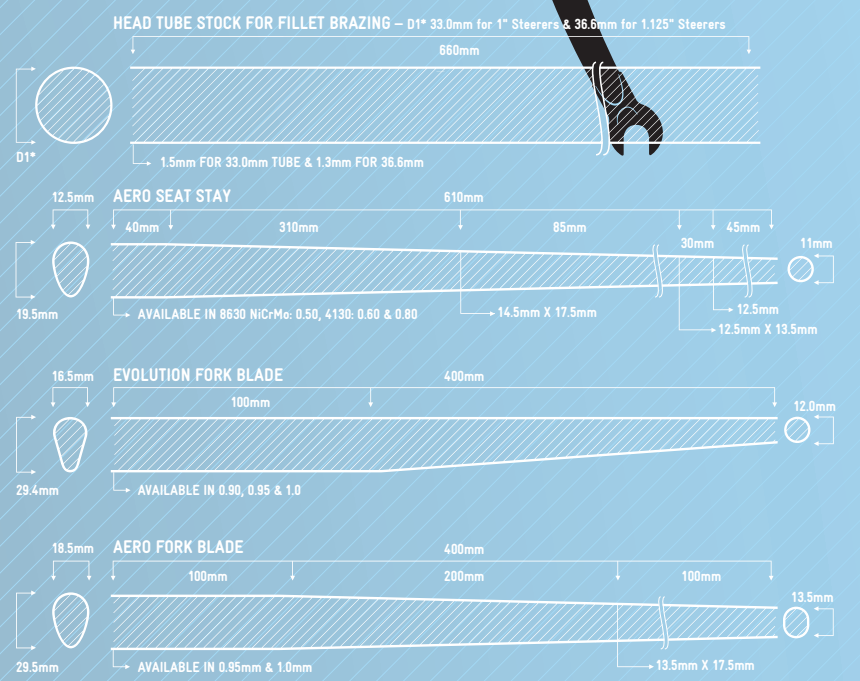 HEAD TUBE STOCK FOR FILLET BRAZING – D1* 33.0mm for 1" Steerers & 36.6mm for 1.125" Steerers
660mm
D1*
1.5mm FOR 33.0mm TUBE & 1.3mm FOR 36.6mm
12.5mm AERO SEAT STAY 610mm
40mm 310mm 85mm 45mm
30mm 11mm
19.5mm AVAILABLE IN 8630 NiCrMo: 0.50, 4130: 0.60 & 0.80 14.5mm X 17.5mm 12.5mm
12.5mm X 13.5mm
16.5mm EVOLUTION FORK BLADE 400mm
100mm 12.0mm
29.4mm AVAILABLE IN 0.90, 0.95 & 1.0
18.5mm AERO FORK BLADE 400mm
100mm 200mm 100mm
13.5mm
29.5mm AVAILABLE IN 0.95mm & 1.0mm 13.5mm X 17.5mm